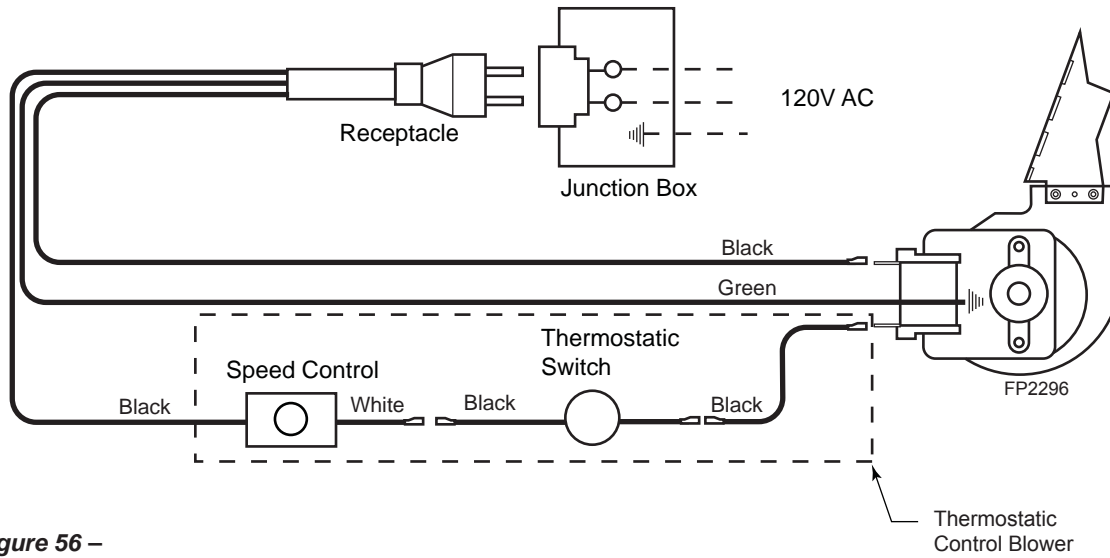 120V AC
Receptacle
Junction Box
Black
Green
Thermostatic
Switch
Speed Control
Black
White
Black
Black
FP2296
Thermostatic
Control Blower
gure 56 –